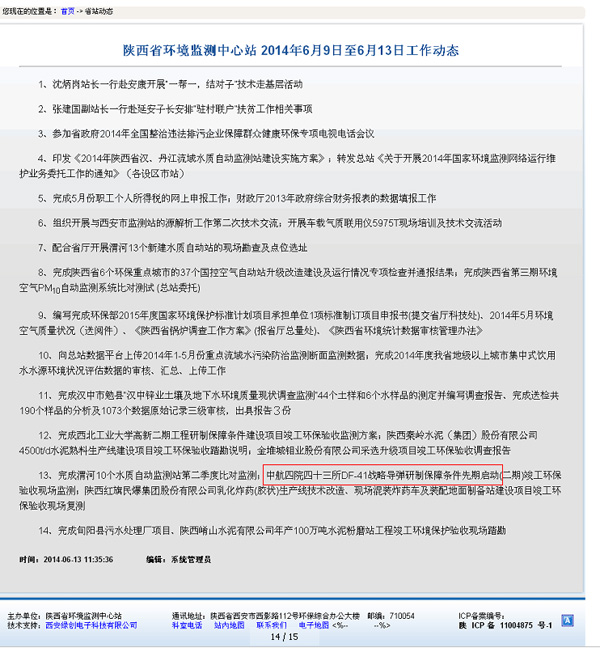 您现在的位置是： 首页 -> 省站动态
陕西省环境监测中心站 2014年6月9日至6月13日工作动态
1、沈炳肖站长一行赴安康开展“一帮一，结对子”技术走基层活动
2、张建国副站长一行赴延安子长安排“驻村联户”扶贫工作相关事项
3、参加省政府2014年全国整治违法排污企业保障群众健康环保专项电视电话会议
4、印发《2014年陕西省汉、丹江流域水质自动监测站建设实施方案》；转发总站《关于开展2014年国家环境监测网络运行维
护业务委托工作的通知》（各设区市站）
5、完成5月份职工个人所得税的网上申报工作；财政厅2013年政府综合财务报表的数据填报工作
6、组织开展与西安市监测站的源解析工作第二次技术交流；开展车载气质联用仪5975T现场培训及技术交流活动
7、配合省厅开展渭河13个新建水质自动站的现场勘查及点位选址
8、完成陕西省6个环保重点城市的37个国控空气自动站升级改造建设及运行情况专项检查并通报结果；完成陕西省第三期环境
空气PM10自动监测系统比对测试 (总站委托)
9、编写完成环保部2015年度国家环境保护标准计划项目承担单位1项标准制订项目申报书(提交省厅科技处)、2014年5月环境
空气质量状况（送阅件）、《陕西省锅炉调查工作方案》(报省厅总量处)、《陕西省环境统计数据审核管理办法》
10、向总站数据平台上传2014年1-5月份重点流域水污染防治监测断面监测数据；完成2014年度我省地级以上城市集中式饮用
水水源环境状况评估数据的审核、汇总、上传工作
11、完成汉中市勉县“汉中锌业土壤及地下水环境质量现状调查监测”44个土样和6个水样品的测定并编写调查报告、完成送检共
190个样品的分析及1073个数据原始记录三级审核，出具报告３份
12、完成西北工业大学高新二期工程研制保障条件建设项目竣工环保验收监测方案；陕西秦岭水泥（集团）股份有限公司
4500t/d水泥熟料生产线建设项目竣工环保验收踏勘说明；金堆城钼业股份有限公司采选升级项目竣工环保验收调查报告
13、完成渭河10个水质自动监测站第二季度比对监测；中航四院四十三所DF-41战略导弹研制保障条件先期启动(二期)竣工环保
验收现场监测；陕西红旗民爆集团股份有限公司乳化炸药(胶状)生产线技术改造、现场混装炸药车及装配地面制备站建设项目竣工环
保验收现场复测
14、完成旬阳县污水处理厂项目、陕西崤山水泥有限公司年产100万吨水泥粉磨站工程竣工环境保护验收现场踏勘
时间：2014-06-13 11:35:36 编辑：系统管理员
主办单位：陕西省环境监测中心站 通讯地址：陕西省西安市西影路112号环保综合办公大楼 邮编：710054 ICP备案编号：
技术支持：西安绿创电子科技有限公司 科室电话 站内地图 联系我们 电子地图 <%-- --%> 陕 ICP 备 11004875 号-1
14 / 15